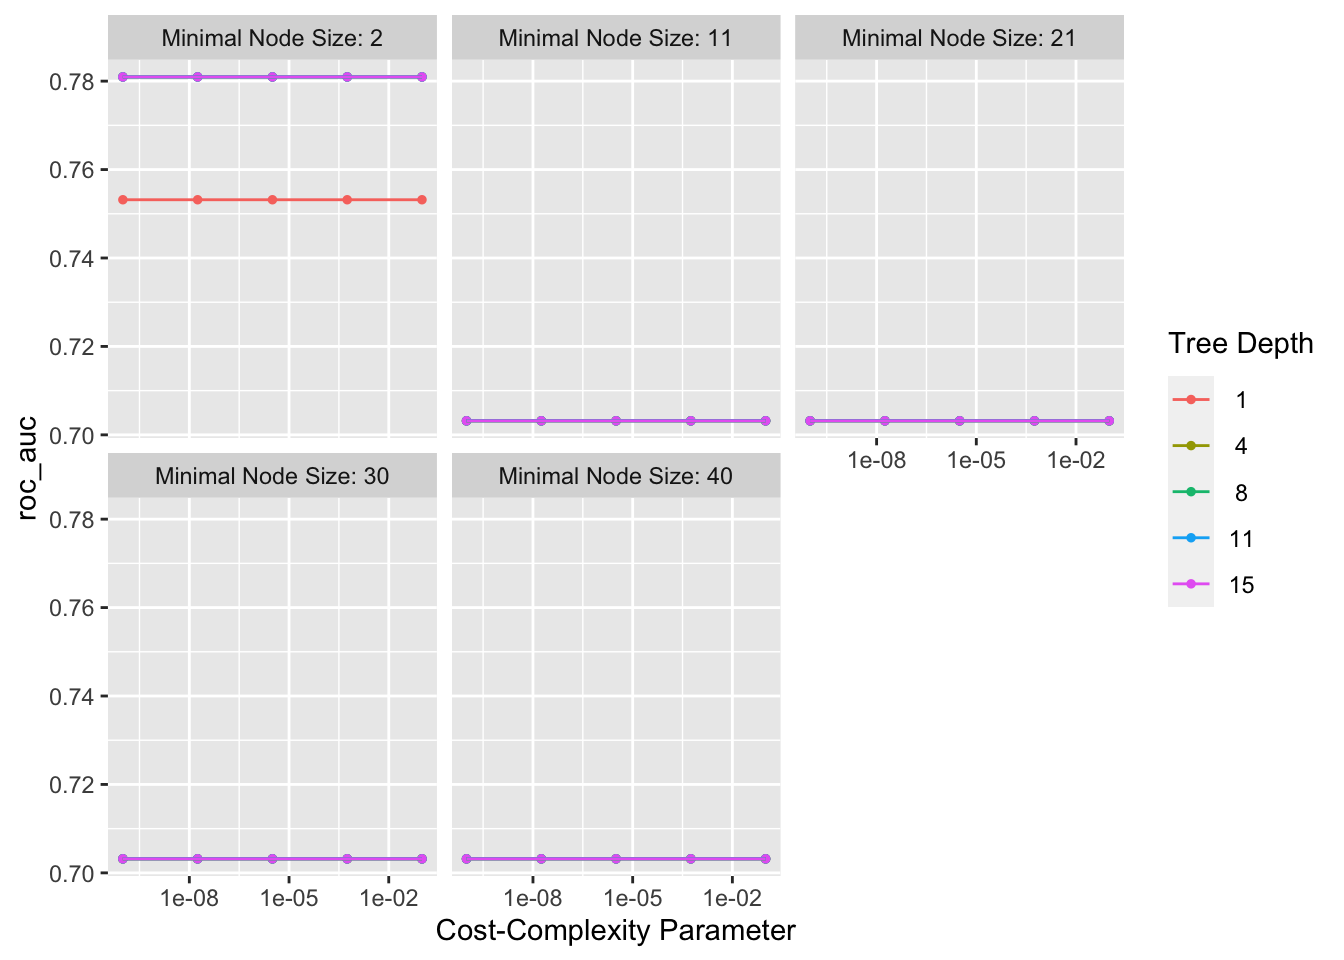 Minimal Node Size: 2
Minimal Node Size: 11
Minimal Node Size: 21
0.78
0.76
0.74
0.72
0.70
1e-08
1e-05
1e-02
Minimal Node Size: 30
Minimal Node Size: 40
0.78
0.76
0.74
0.72
0.70
1e-08
1e-05
1e-02
1e-08
1e-05
1e-02
Cost-Complexity Parameter
roc_auc
Tree Depth
1
4
8
11
15